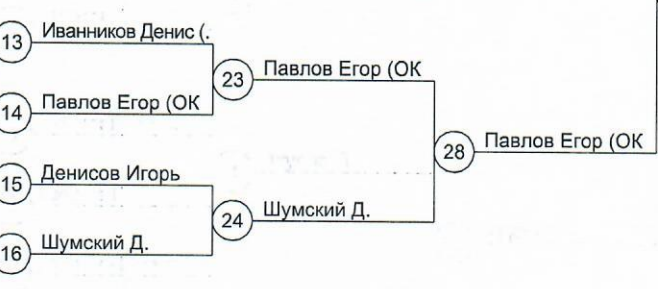 13 Иванников Денис (.
23 Павлов Егор (ОК
14 Павлов Егор (ОК
28 Павлов Егор (ОК
15 Денисов Игорь
24 Шумский Д.
16 Шумский Д.